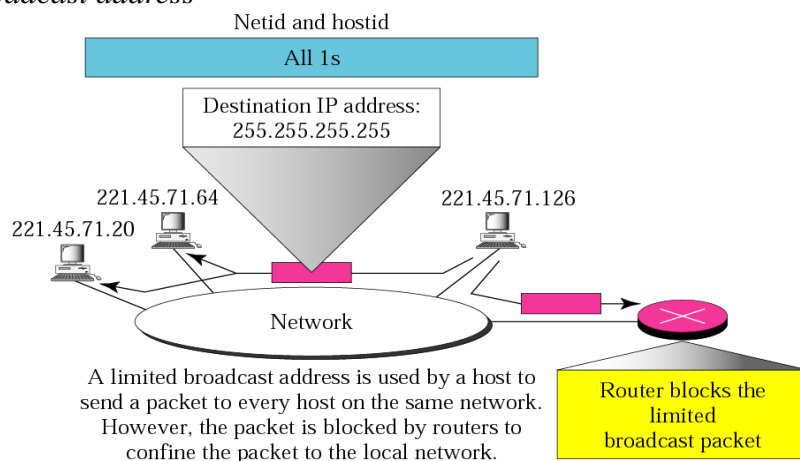 address
Netid and hostid
All 1s
Destination IP address:
255.255.255.255
221.45.71.64
221.45.71.126
221.45.71.20
Network
A limited broadcast address is used by a host to
send a packet to every host on the same network.
However, the packet is blocked by routers to
confine the packet to the local network.
Router blocks the
limited
broadcast packet